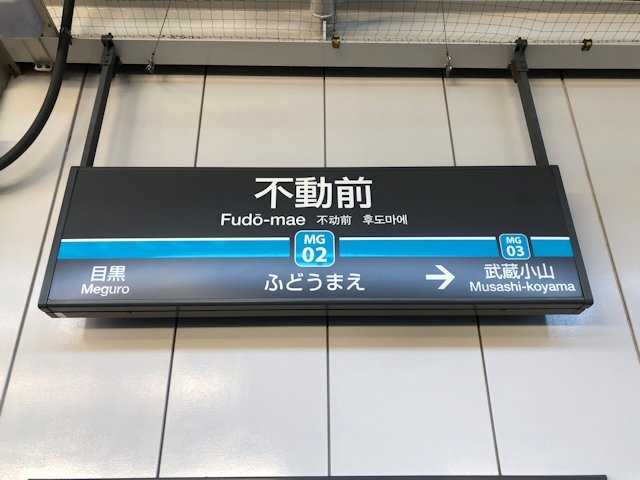 不動前
Fudō-mae 不动前 후도마에
MG 02
MG 03
目黒
Meguro
ふどうまえ
→
武蔵小山
Musashi-koyama